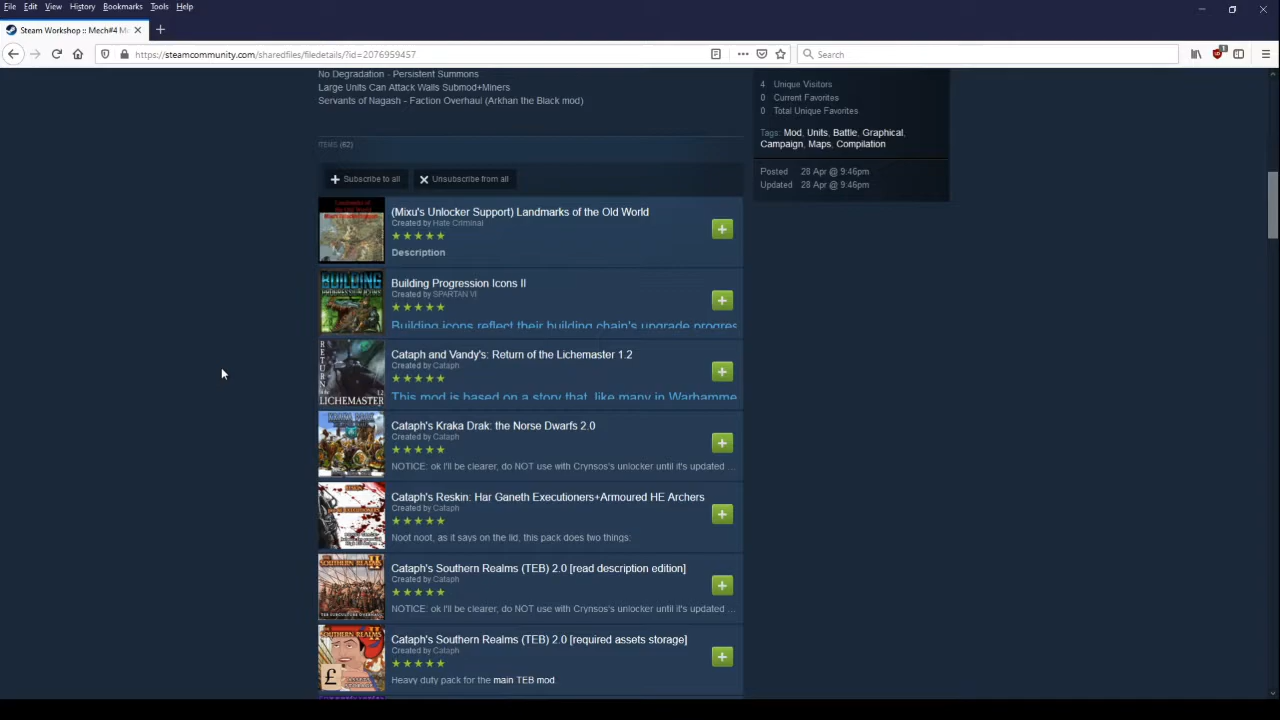 File Edit View History Bookmarks Tools Help
Steam Workshop :: Mech#4 M
https://steamcommunity.com/sharedfiles/filedetails/?id=2076959457
Search
No Degradation - Persistent Summons
Large Units Can Attack Walls Submod+Miners
Servants of Nagash - Faction Overhaul (Arkhan the Black mod)
4 Unique Visitors
0 Current Favorites
0 Total Unique Favorites
Tags: Mod, Units, Battle, Graphical,
Campaign, Maps, Compilation
Posted 28 Apr @ 9:46pm
Updated 28 Apr @ 9:46pm
ITEMS (62)
Subscribe to all Unsubscribe from all
(Mixu's Unlocker Support) Landmarks of the Old World
Created by Hate Criminal
Description
BUILDING
Building Progression Icons II
Created by SPARTAN VI
Building icons reflect their building chain's upgrade progres
RETURN
LICHEMASTER
Cataph and Vandy's: Return of the Lichemaster 1.2
Created by Cataph
This mod is based on a story that, like many in Warhamme
Cataph's Kraka Drak: the Norse Dwarfs 2.0
Created by Cataph
NOTICE: ok I'll be clearer, do NOT use with Crynsos's unlocker until it's updated ...
Cataph's Reskin: Har Ganeth Executioners+Armoured HE Archers
Created by Cataph
Noot noot, as it says on the lid, this pack does two things:
SOUTHERN REALMS
II
Cataph's Southern Realms (TEB) 2.0 [read description edition]
Created by Cataph
NOTICE: ok I'll be clearer, do NOT use with Crynsos's unlocker until it's updated ...
SOUTHERN REALMS
£
Cataph's Southern Realms (TEB) 2.0 [required assets storage]
Created by Cataph
Heavy duty pack for the main TEB mod.